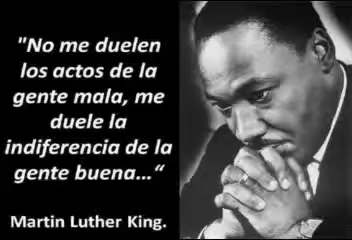 "No me duelen
los actos de la
gente mala, me
duele la
indiferencia de la
gente buena...“
Martin Luther King.